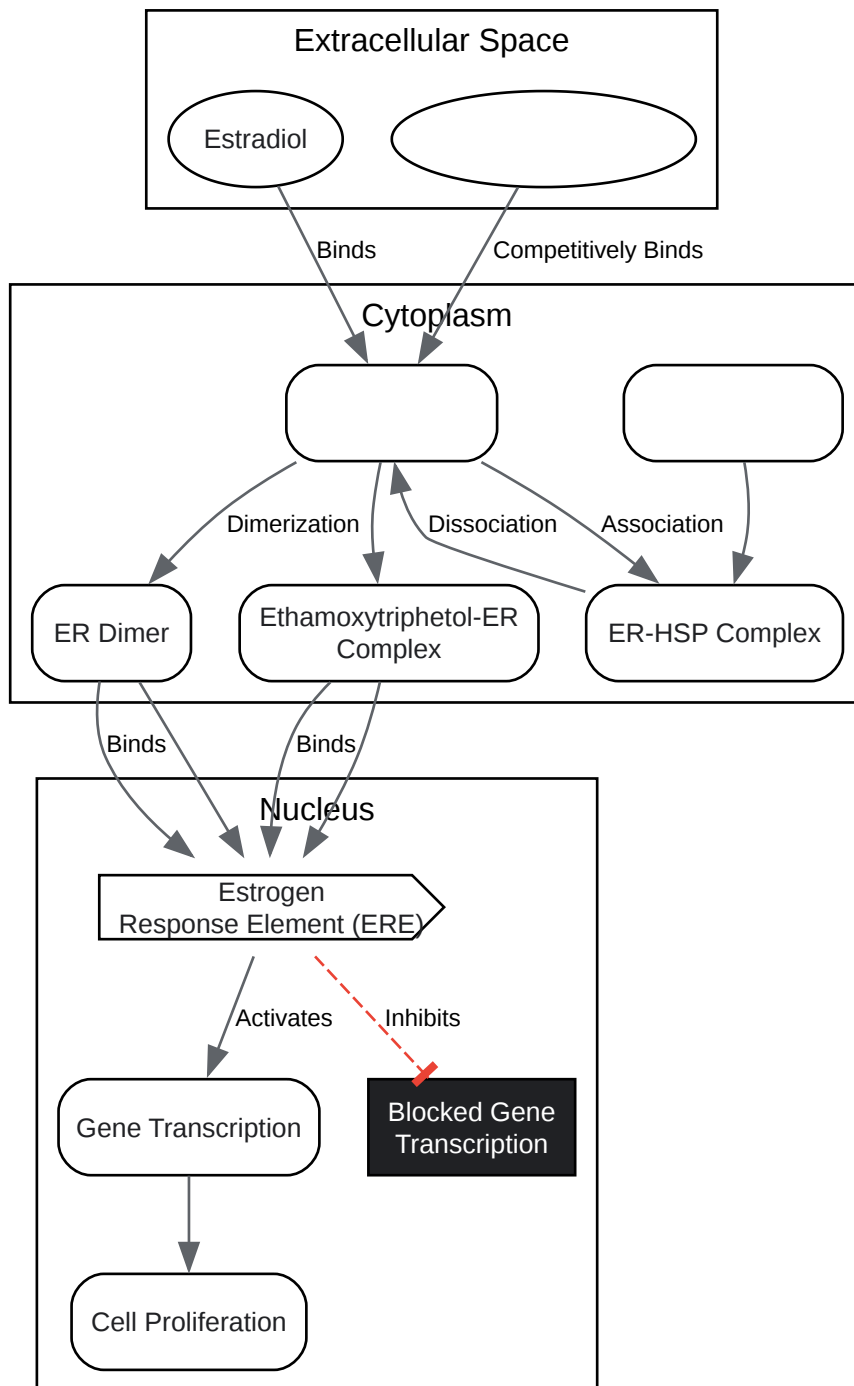 Extracellular Space
Estradiol
Binds
Competitively Binds
Cytoplasm
Dimerization
Dissociation
Association
ER Dimer
Ethamoxytriphetol-ER
Complex
ER-HSP Complex
Binds
Binds
Nucleus
Estrogen
Response Element (ERE)
Activates
Inhibits
Gene Transcription
Blocked Gene
Transcription
Cell Proliferation